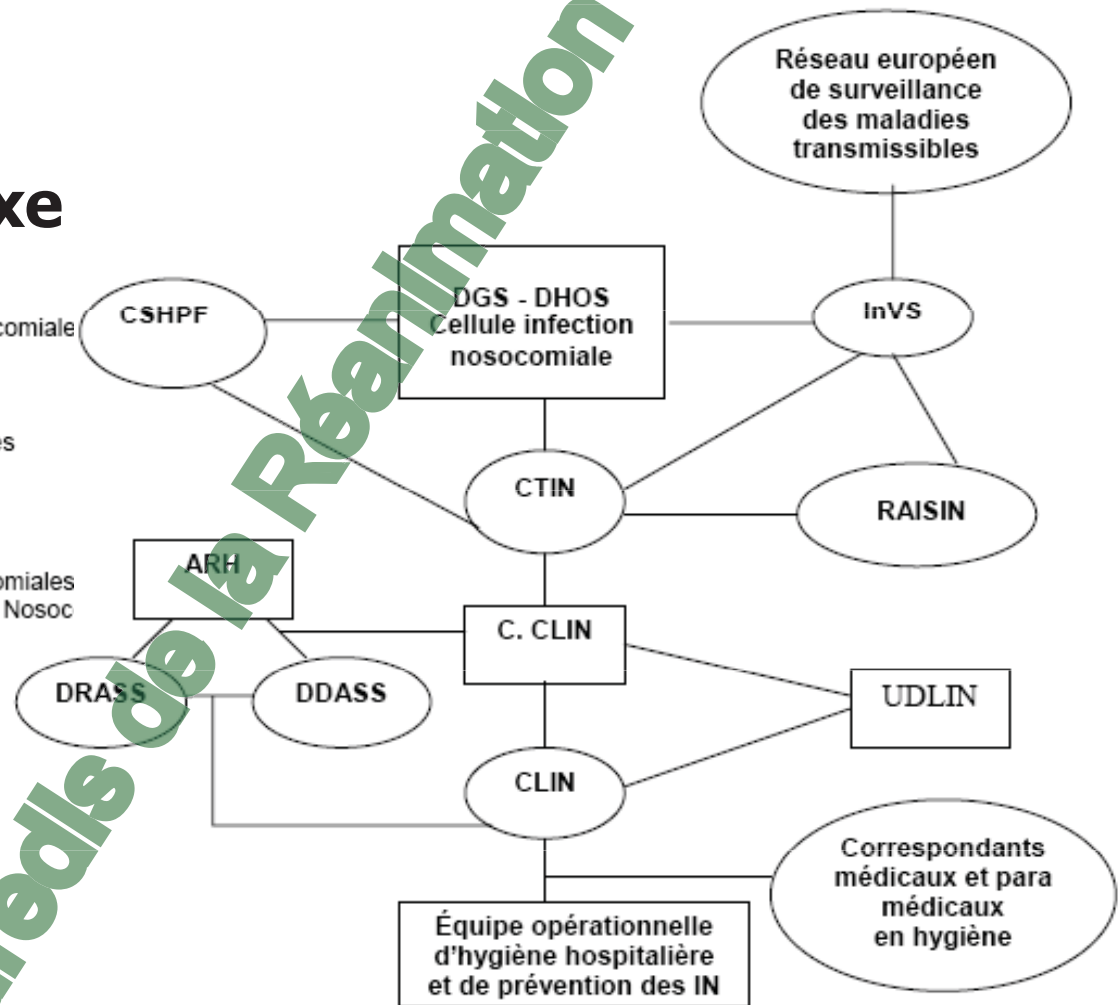 Réseau européen
de surveillance
des maladies
transmissibles
xe
CSHPF
comiale
DGS - DHOS
Cellule infection
nosocomiale
InVS
es
CTIN
RAISIN
ARH
omiales
Nosoc
C. CLIN
DRASS
DDASS
UDLIN
CLIN
Correspondants
médicaux et para
médicaux
en hygiène
Équipe opérationnelle
d'hygiène hospitalière
et de prévention des IN
edis de la Réanimation